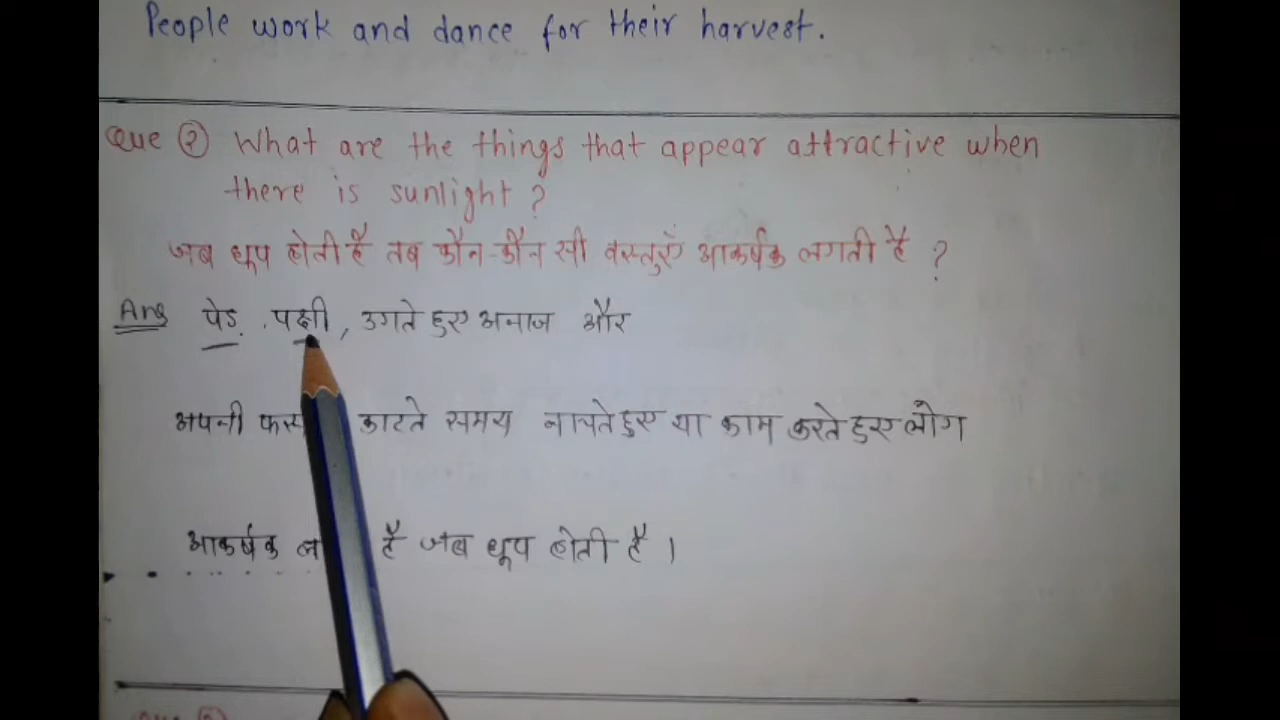 People work and dance for their harvest.
Que ② What are the things that appear attractive when
there is sunlight ?
जब धूप होती है तब कौन-कौन सी वस्तुएँ आकर्षक लगती है ?
Ans पेड़ , पक्षी , उगते हुए अनाज और
अपनी काटते समय नाचते हुए या काम करते हुए लोग
आकर्षक है जब धूप होती है ।